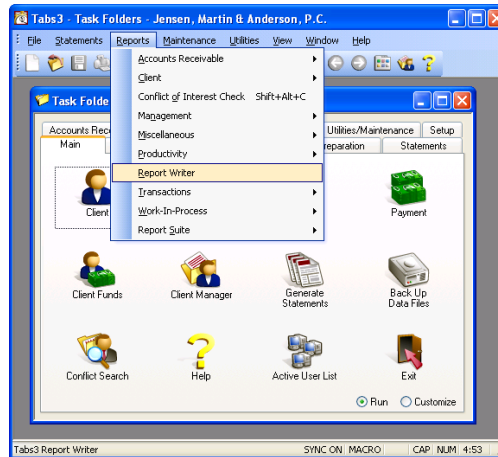 Tabs3 - Task Folders - Jensen, Martin & Anderson, P.C.
File Statements Reports Maintenance Utilities View Window Help
Accounts Receivable
Client
Conflict of Interest Check Shift+Alt+C
Management
Miscellaneous
Productivity
Report Writer
Transactions
Work-In-Process
Report Suite
Task Folde
Accounts Rec Utilities/Maintenance Setup
Main reparation Statements
Client Payment
Client Funds Client Manager Generate Statements Back Up Data Files
Conflict Search Help Active User List Exit
Run Customize
Tabs3 Report Writer SYNC ON MACRO CAP NUM 4:53